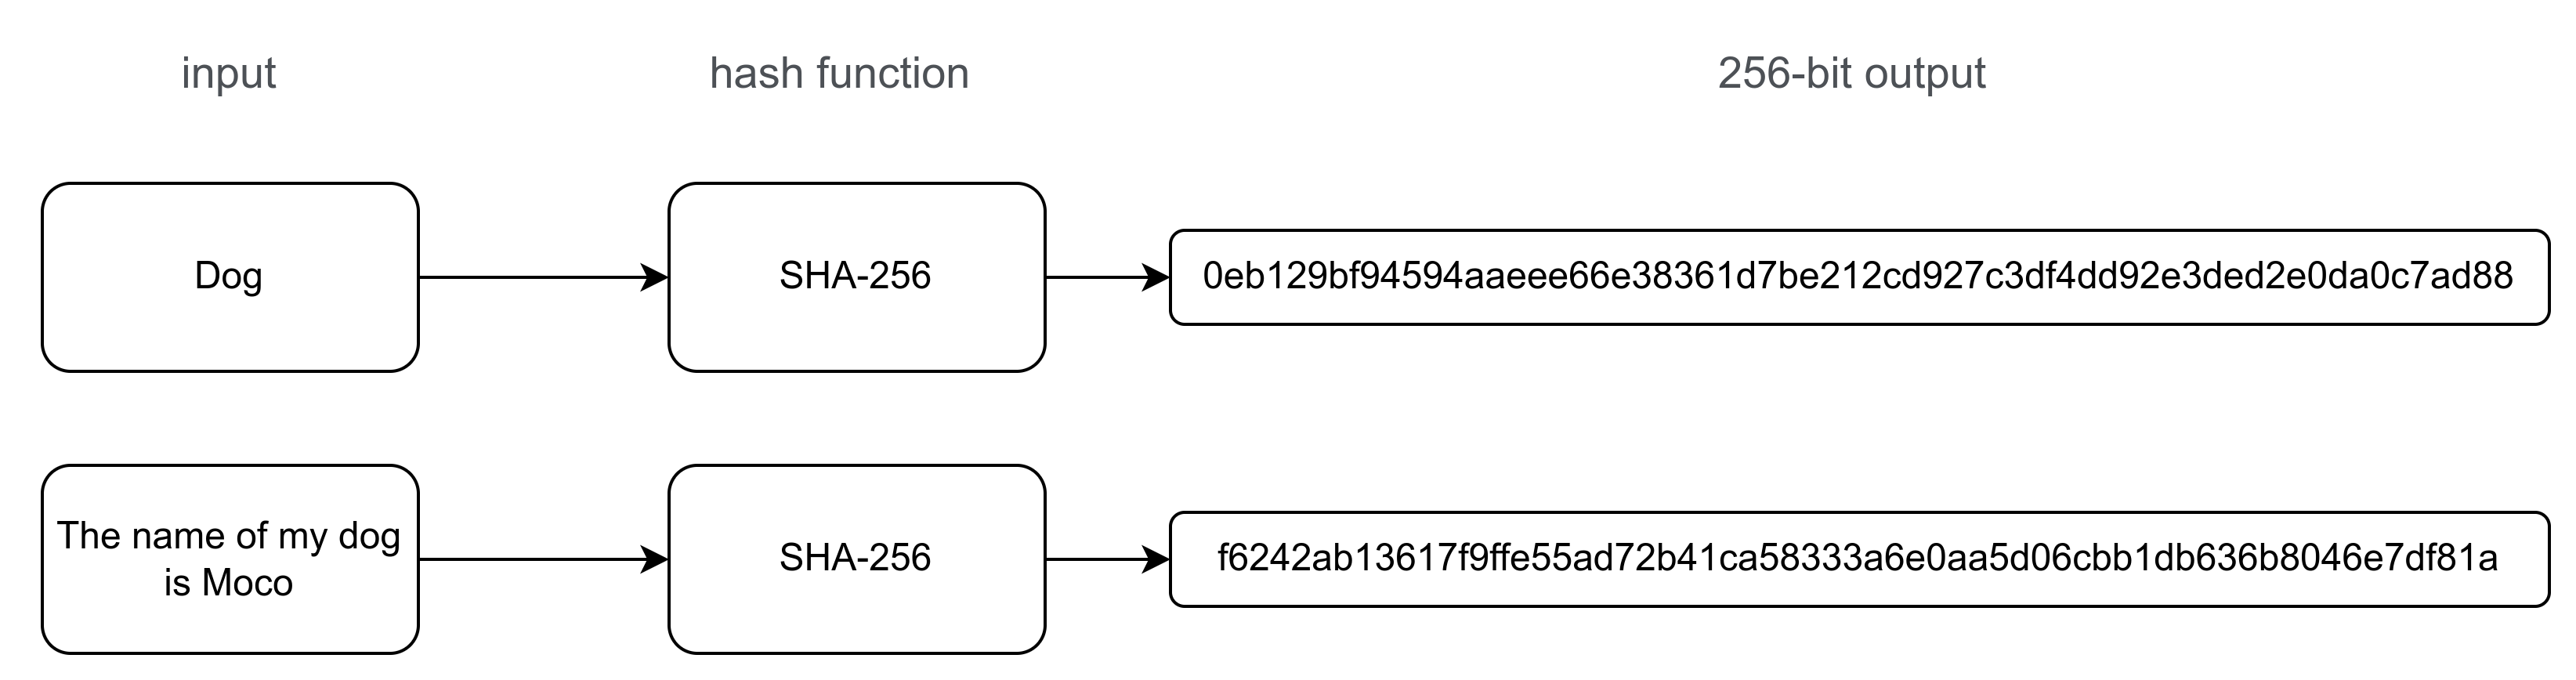 input
hash function
256-bit output
Dog
SHA-256
0eb129bf94594aaeee66e38361d7be212cd927c3df4dd92e3ded2e0da0c7ad88
The name of my dog
is Moco
SHA-256
f6242ab13617f9ffe55ad72b41ca58333a6e0aa5d06cbb1db636b8046e7df81a